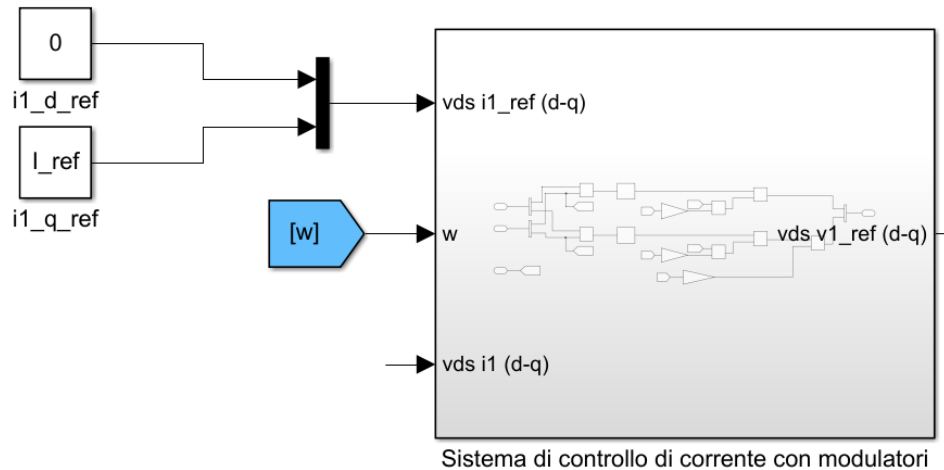 0
i1_d_ref
I_ref
i1_q_ref
[w]
vds i1_ref (d-q)
w
vds v1_ref (d-q)
vds i1 (d-q)
Sistema di controllo di corrente con modulatori